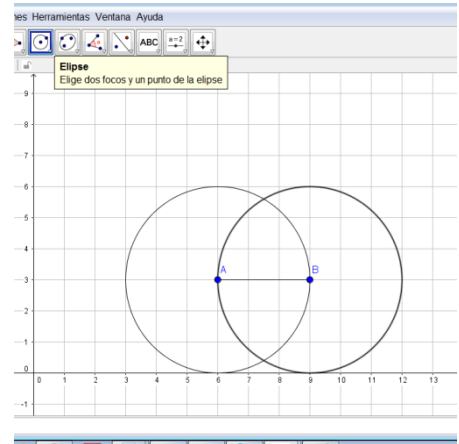 nes Herramientas Ventana Ayuda
ABC a=2
Elipse
Elige dos focos y un punto de la elipse
9
8
7
6
5
4
3 A B
2
1
0
0 1 2 3 4 5 6 7 8 9 10 11 12 13
-1